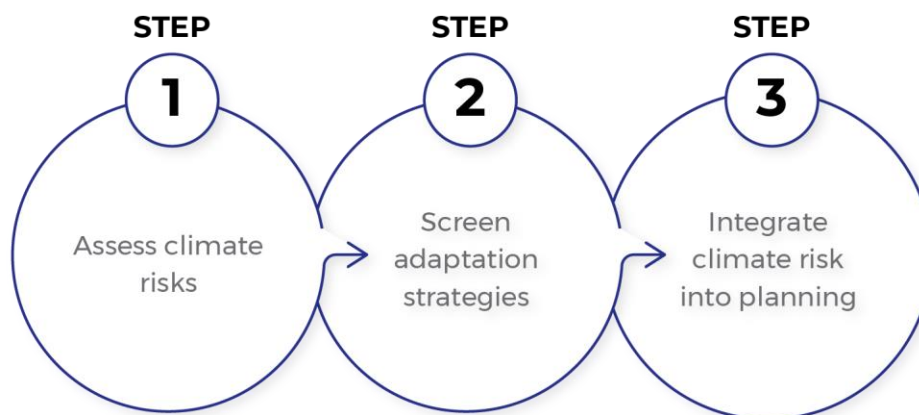 STEP
1
Assess climate
risks
STEP
2
Screen
adaptation
strategies
STEP
3
Integrate
climate risk
into planning